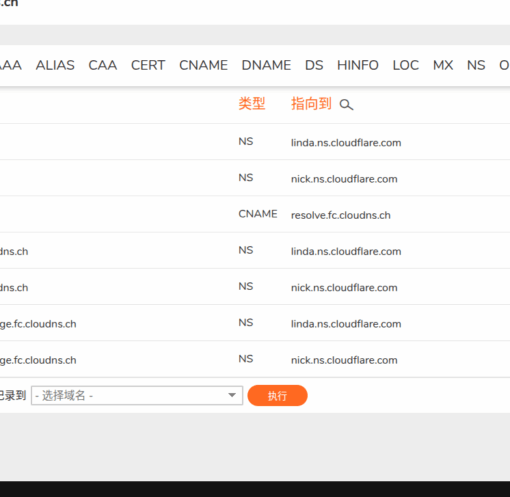 .ch
AAA ALIAS CAA CERT CNAME DNAME DS HINFO LOC MX NS O
类型 指向到
NS linda.ns.cloudflare.com
NS nick.ns.cloudflare.com
CNAME resolve.fc.cloudns.ch
dns.ch NS linda.ns.cloudflare.com
dns.ch NS nick.ns.cloudflare.com
ge.fc.cloudns.ch NS linda.ns.cloudflare.com
ge.fc.cloudns.ch NS nick.ns.cloudflare.com
记录到 - 选择域名 - 执行